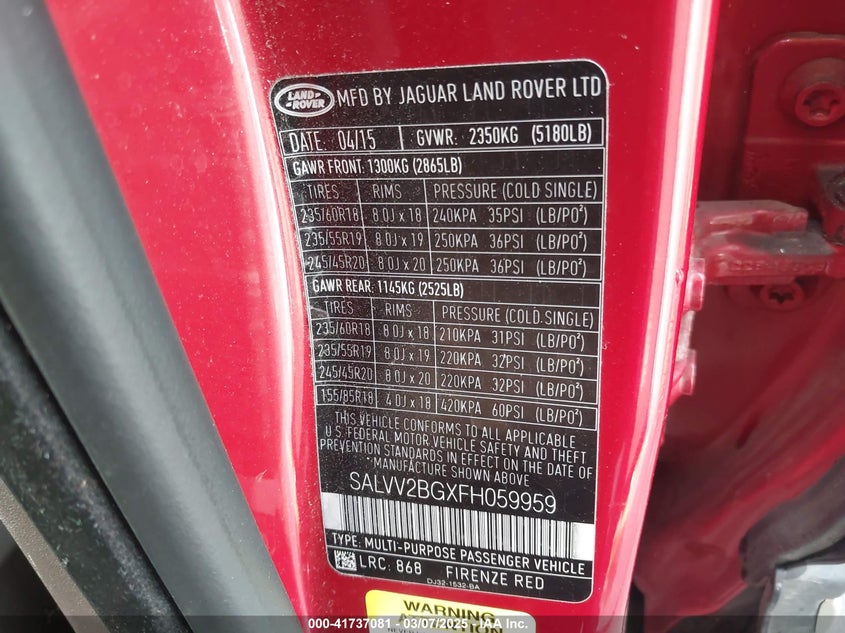 LAND ROVER MFD BY JAGUAR LAND ROVER LTD
DATE: 04/15 GVWR: 2350KG (5180LB)
GAWR FRONT: 1300KG (2865LB)
TIRES RIMS PRESSURE (COLD SINGLE)
235/60R18 8.0J x 18 240KPA 35PSI (LB/PO²)
235/55R19 8.0J x 19 250KPA 36PSI (LB/PO²)
245/45R20 8.0J x 20 250KPA 36PSI (LB/PO²)
GAWR REAR: 1145KG (2525LB)
TIRES RIMS PRESSURE (COLD SINGLE)
235/60R18 8.0J x 18 210KPA 31PSI (LB/PO²)
235/55R19 8.0J x 19 220KPA 32PSI (LB/PO²)
245/45R20 8.0J x 20 220KPA 32PSI (LB/PO²)
155/85R18 4.0J x 18 420KPA 60PSI (LB/PO²)
THIS VEHICLE CONFORMS TO ALL APPLICABLE
U.S. FEDERAL MOTOR VEHICLE SAFETY AND THEFT
PREVENTION STANDARDS IN EFFECT ON THE DATE OF
MANUFACTURE SHOWN ABOVE
SALVV2BGXFH059959
TYPE: MULTI-PURPOSE PASSENGER VEHICLE
LRC: 868 FIRENZE RED
DJ32-1532-BA
WARNING
000-41737081 - 03/07/2025 - IAAI.com